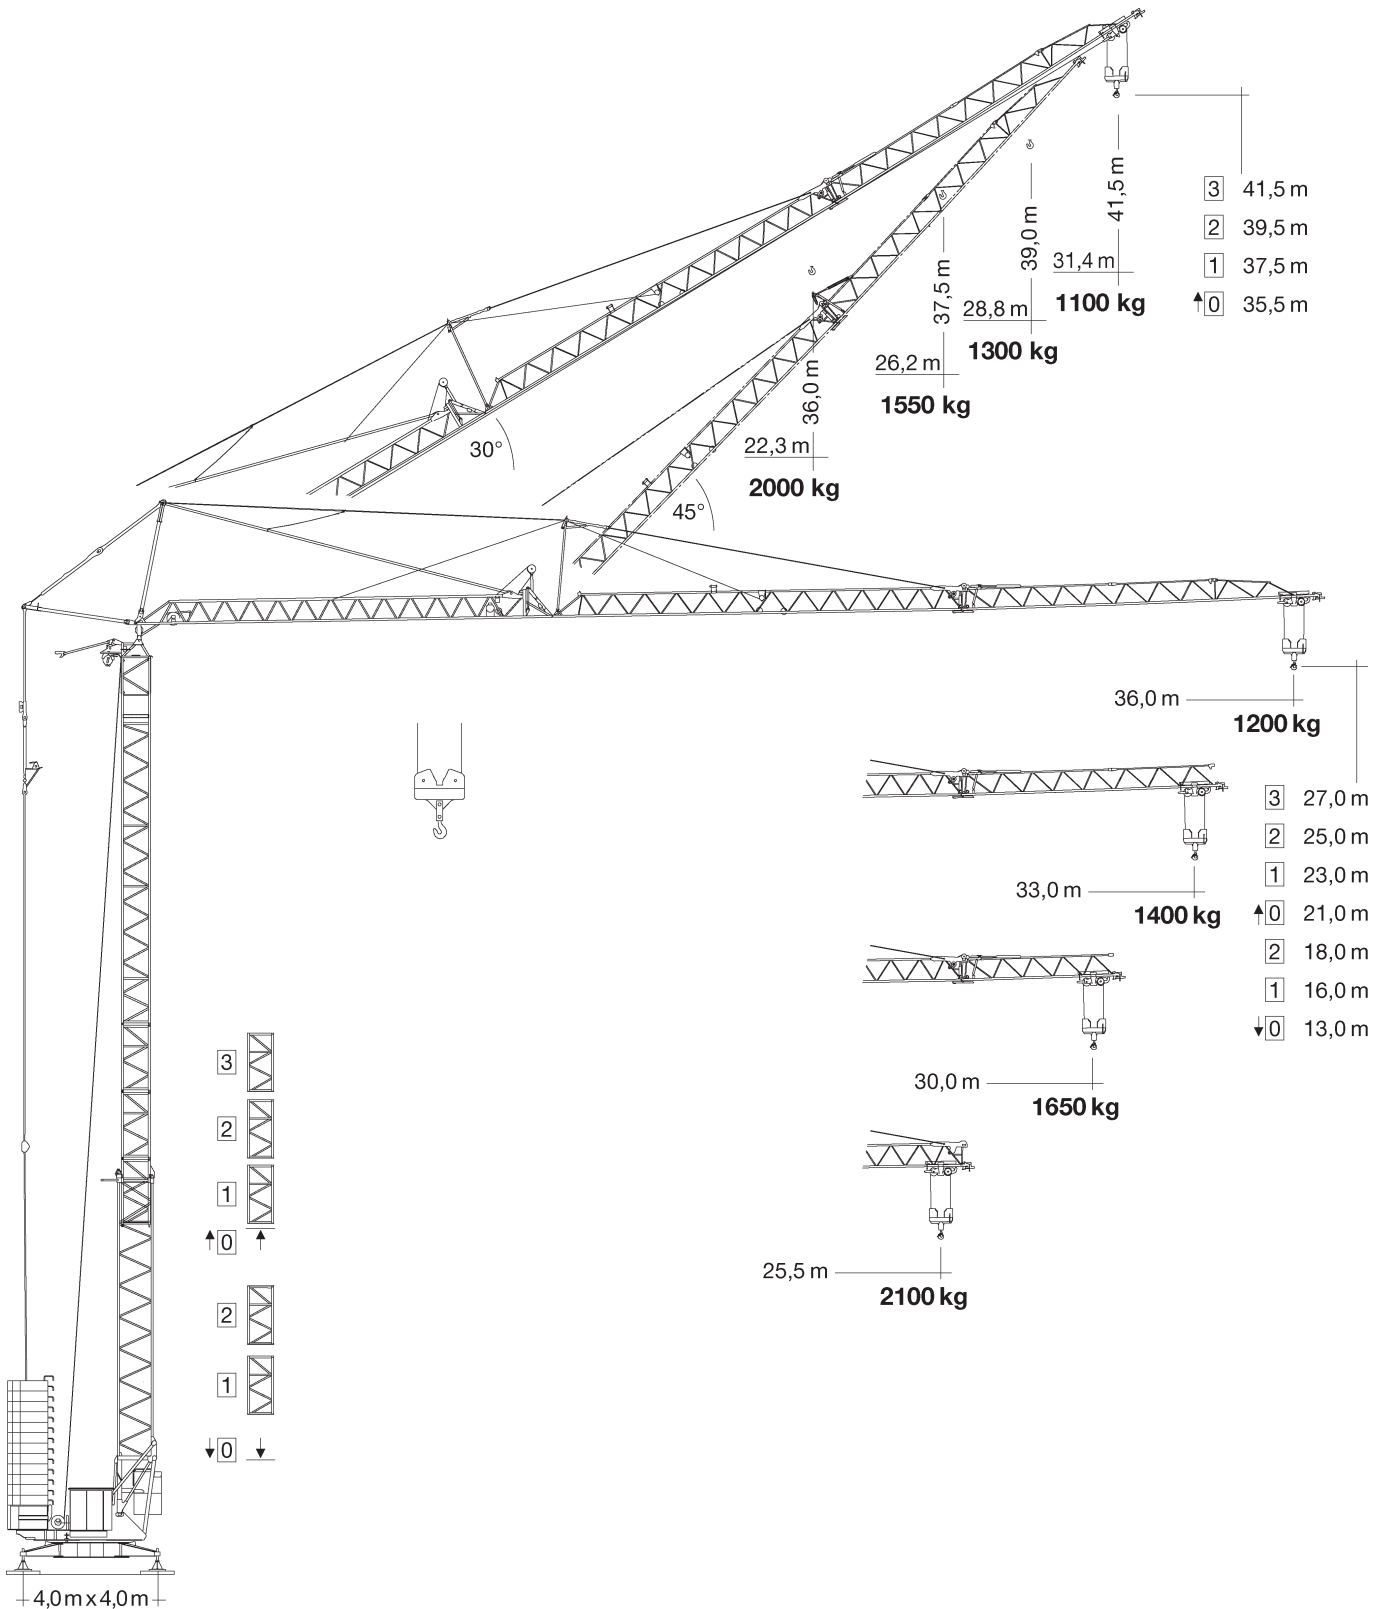 41,5 m
3 41,5 m
39,0 m
2 39,5 m
31,4 m
1 37,5 m
37,5 m
1100 kg
0 35,5 m
28,8 m
1300 kg
26,2 m
36,0 m
1550 kg
30°
22,3 m
2000 kg
45°
36,0 m
1200 kg
3 27,0 m
2 25,0 m
1 23,0 m
33,0 m
1400 kg
0 21,0 m
2 18,0 m
1 16,0 m
0 13,0 m
3
30,0 m
1650 kg
2
1
0
25,5 m
2100 kg
2
1
0
4,0 m x 4,0 m